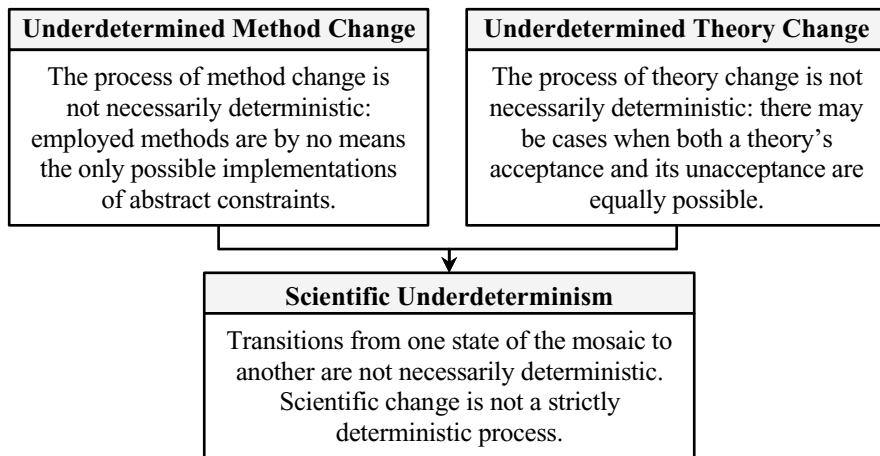 Underdetermined Method Change
The process of method change is
not necessarily deterministic:
employed methods are by no means
the only possible implementations
of abstract constraints.
Underdetermined Theory Change
The process of theory change is not
necessarily deterministic: there may
be cases when both a theory’s
acceptance and its unacceptance are
equally possible.
Scientific Underdeterminism
Transitions from one state of the mosaic to
another are not necessarily deterministic.
Scientific change is not a strictly
deterministic process.